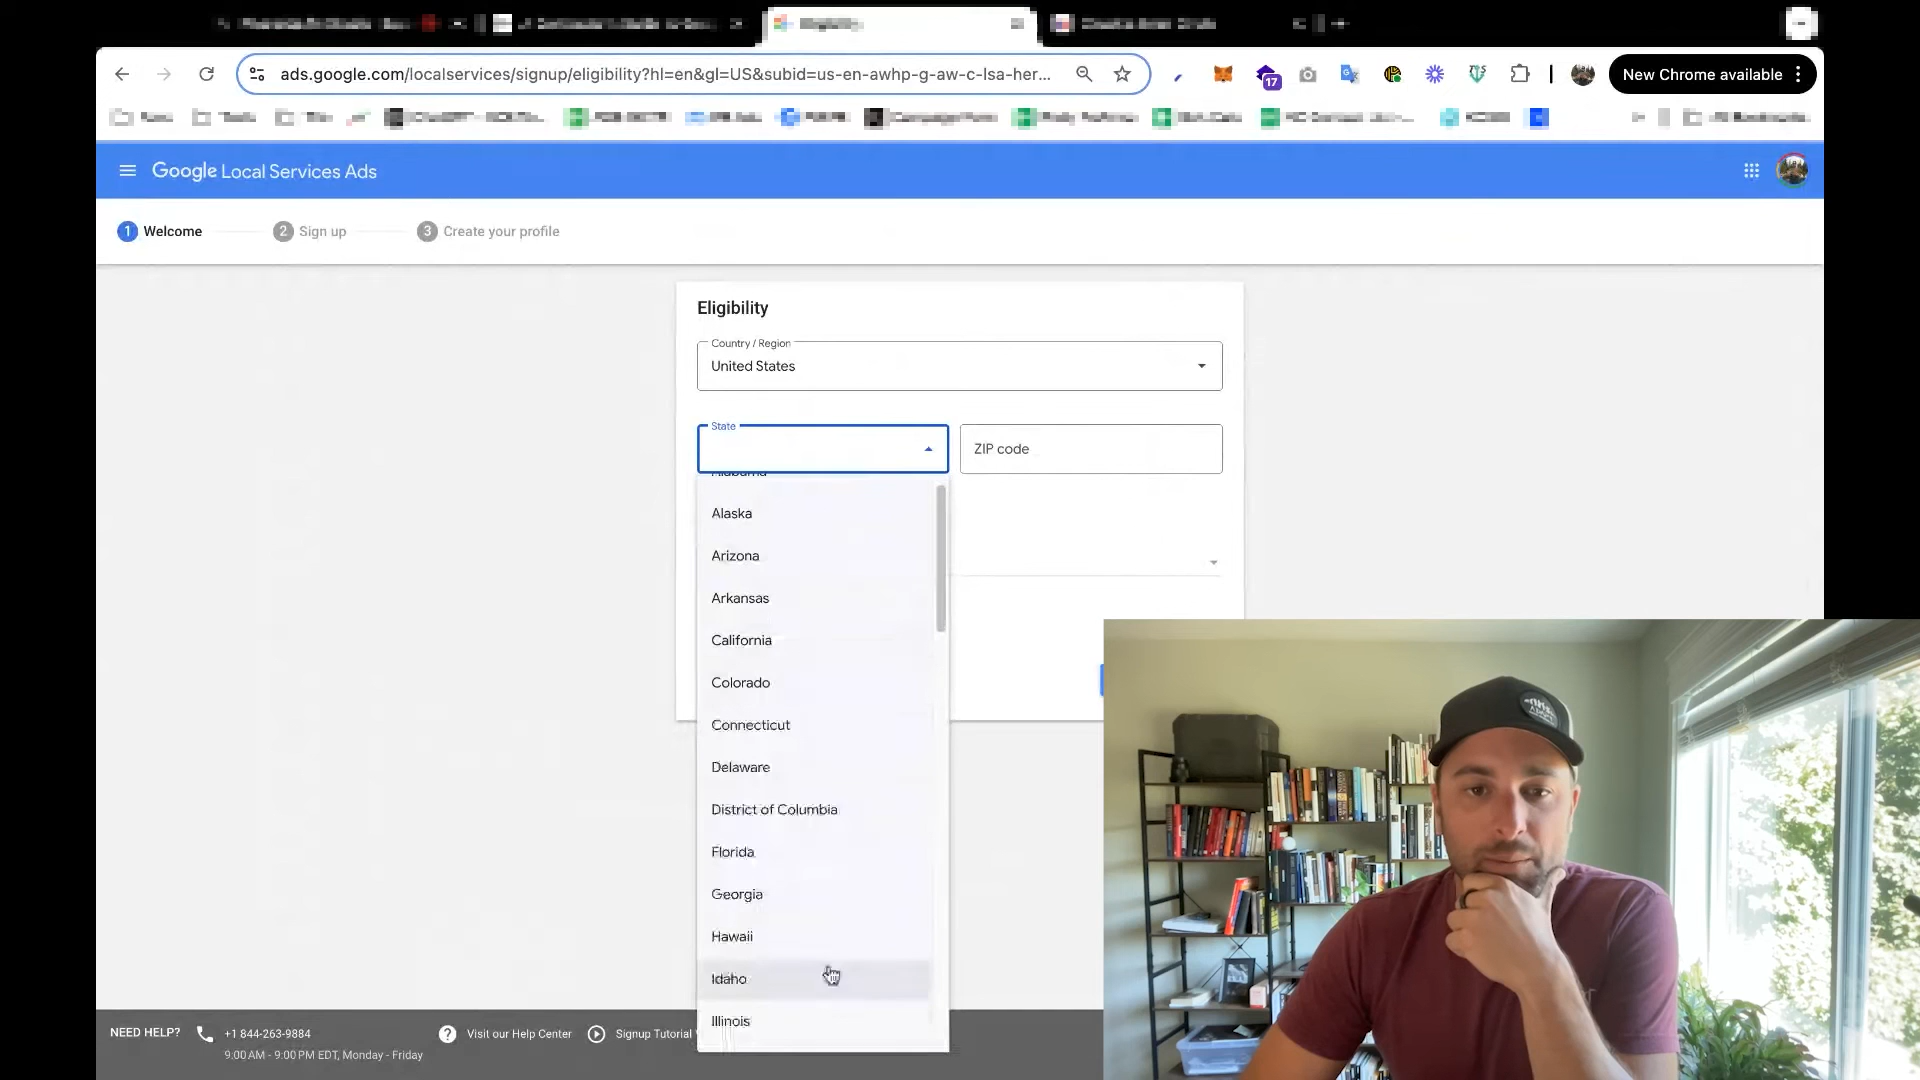 ads.google.com/localservices/signup/eligibility?hl=en&gl=US&subid=us-en-awhp-g-aw-c-lsa-her...
17
New Chrome available
Google Local Services Ads
1 Welcome
2 Sign up
3 Create your profile
Eligibility
Country / Region
United States
State
ZIP code
Alabama
Alaska
Arizona
Arkansas
California
Colorado
Connecticut
Delaware
District of Columbia
Florida
Georgia
Hawaii
Idaho
Illinois
NEED HELP?
+1 844-263-9884
9:00 AM - 9:00 PM EDT, Monday - Friday
Visit our Help Center
Signup Tutorial